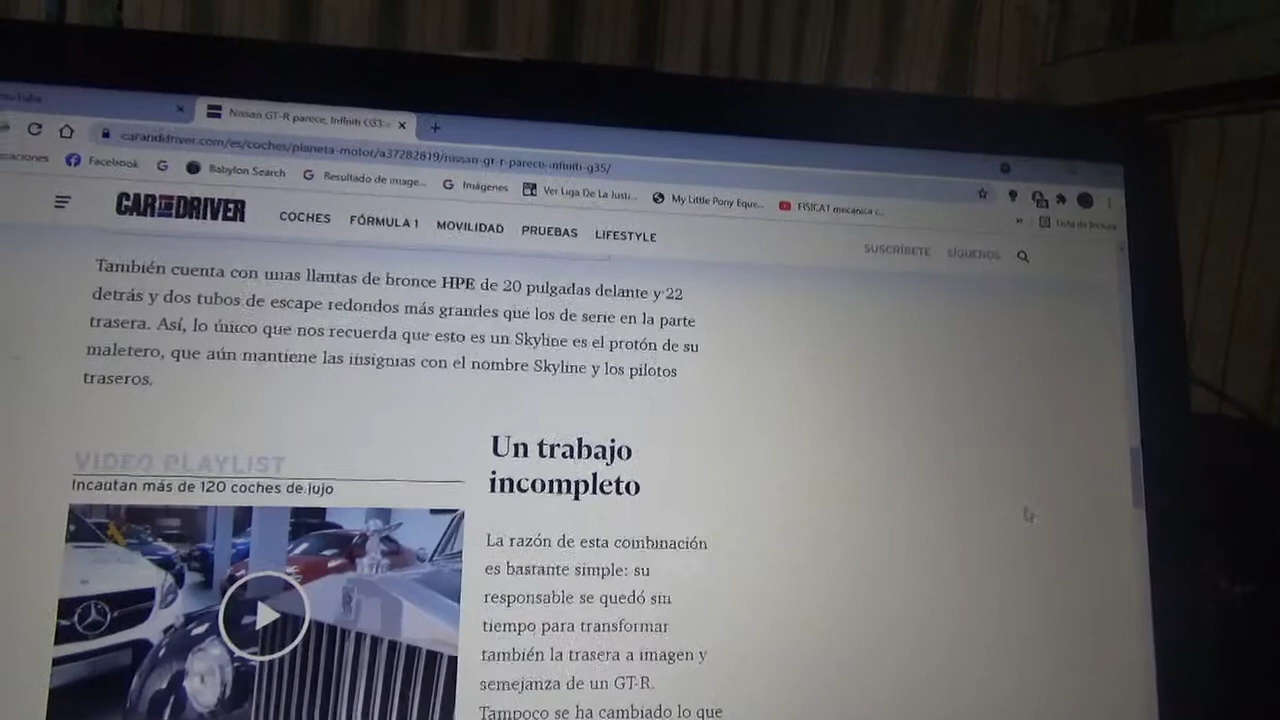 Nissan GT-R parece, Infiniti G35
caranddriver.com/es/coches/planeta-motor/a37282819/nissan-gt-r-parece-infiniti-g35/
Facebook
Babylon Search
Resultado de image...
Imágenes
Ver Liga De La Justi...
My Little Pony Eque...
FISICA1 mecánica c...
Lista de lectura
CAR AND DRIVER
COCHES
FÓRMULA 1
MOVILIDAD
PRUEBAS
LIFESTYLE
SUSCRÍBETE
SÍGUENOS
También cuenta con unas llantas de bronce HPE de 20 pulgadas delante y 22
detrás y dos tubos de escape redondos más grandes que los de serie en la parte
trasera. Así, lo único que nos recuerda que esto es un Skyline es el protón de su
maletero, que aún mantiene las insignias con el nombre Skyline y los pilotos
traseros.
VIDEO PLAYLIST
Incautan más de 120 coches de lujo
Un trabajo
incompleto
La razón de esta combinación
es bastante simple: su
responsable se quedó sin
tiempo para transformar
también la trasera a imagen y
semejanza de un GT-R.
Tampoco se ha cambiado lo que